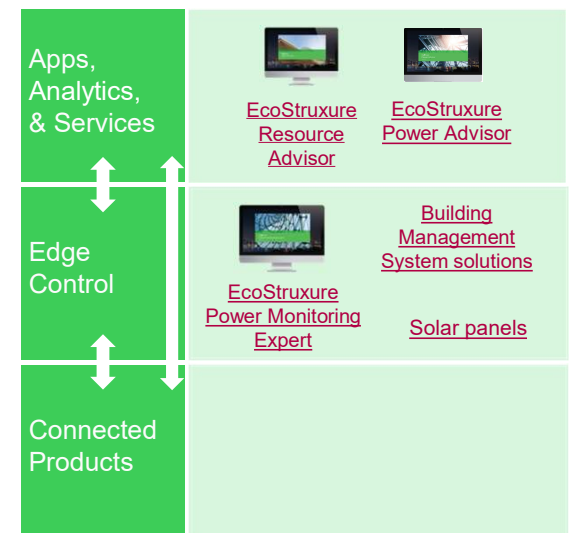 Apps,
Analytics,
& Services
EcoStruxure
Resource
Advisor
EcoStruxure
Power Advisor
Edge
Control
EcoStruxure
Power Monitoring
Expert
Building
Management
System solutions
Solar panels
Connected
Products